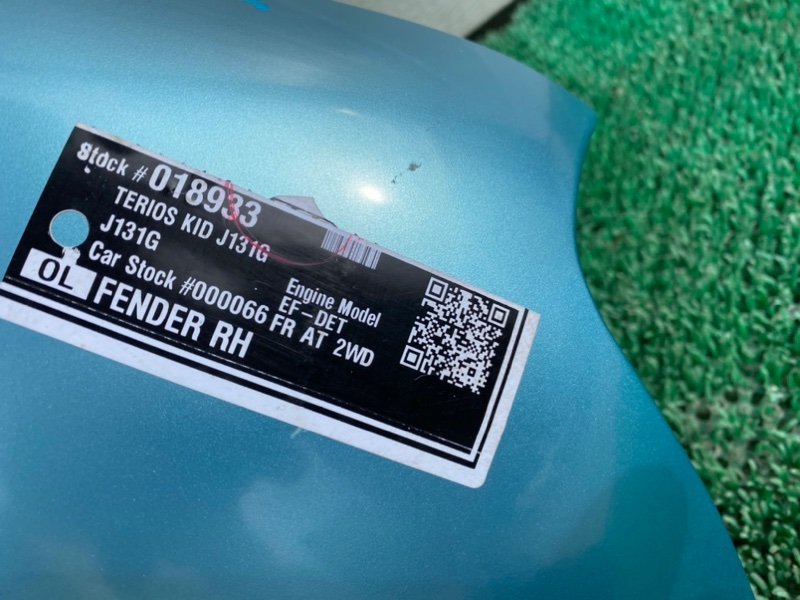 Stock # 018933
TERIOS KID J131G
J131G
Car Stock #000066
Engine Model
EF-DET
FR AT 2WD
OL
FENDER RH